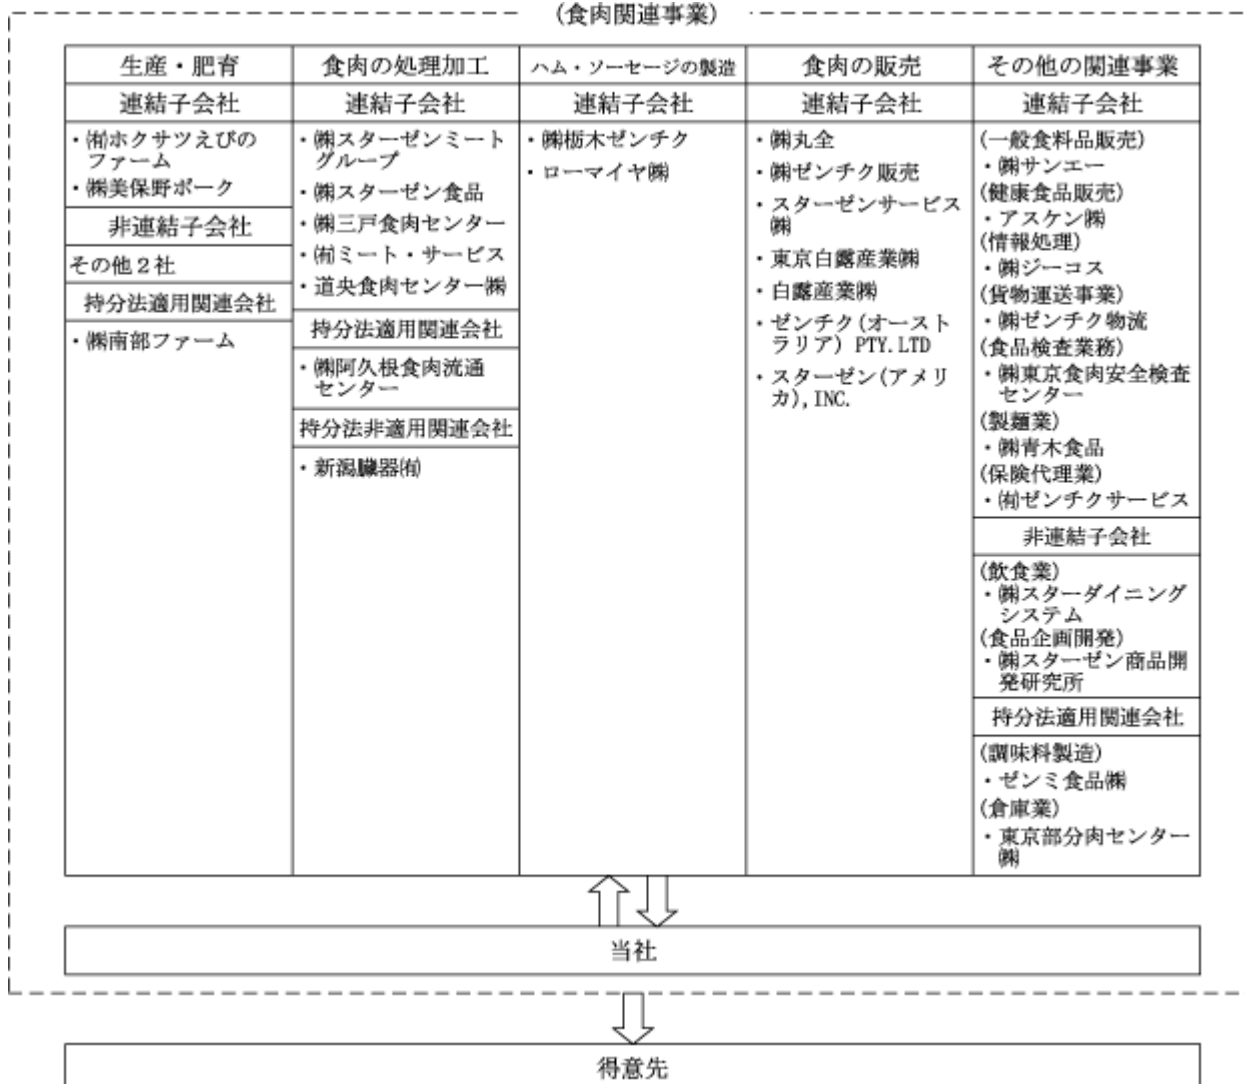 (食肉関連事業)
生産・肥育
連結子会社
・㈲ホクサツえびの
ファーム
・㈱美保野ポーク
非連結子会社
その他２社
持分法適用関連会社
・㈱南部ファーム
食肉の処理加工
連結子会社
・㈱スターゼンミート
グループ
・㈱スターゼン食品
・㈱三戸食肉センター
・㈲ミート・サービス
・道央食肉センター㈱
持分法適用関連会社
・㈱阿久根食肉流通
センター
持分法非適用関連会社
・新潟臓器㈲
ハム・ソーセージの製造
連結子会社
・㈱栃木ゼンチク
・ローマイヤ㈱
食肉の販売
連結子会社
・㈱丸全
・㈱ゼンチク販売
・スターゼンサービス
㈱
・東京白露産業㈱
・白露産業㈱
・ゼンチク(オースト
ラリア) PTY.LTD
・スターゼン(アメリ
カ),INC.
その他の関連事業
連結子会社
(一般食料品販売)
・㈱サンエー
(健康食品販売)
・アスケン㈱
(情報処理)
・㈱ジーコス
(貨物運送事業)
・㈱ゼンチク物流
(食品検査業務)
・㈱東京食肉安全検査
センター
(製麺業)
・㈱青木食品
(保険代理業)
・㈲ゼンチクサービス
非連結子会社
(飲食業)
・㈱スターダイニング
システム
(食品企画開発)
・㈱スターゼン商品開
発研究所
持分法適用関連会社
(調味料製造)
・ゼンミ食品㈱
(倉庫業)
・東京部分肉センター
㈱
当社
得意先